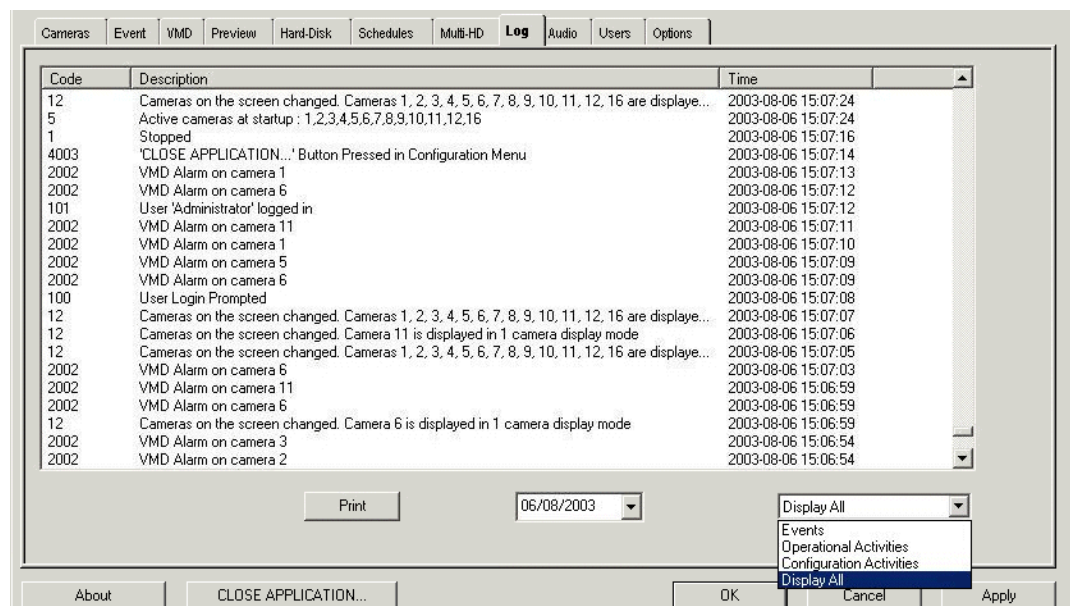 Cameras Event VMD Preview Hard-Disk Schedules Multi-HD Log Audio Users Options
Code Description Time
12 Cameras on the screen changed. Cameras 1, 2, 3, 4, 5, 6, 7, 8, 9, 10, 11, 12, 16 are displaye... 2003-08-06 15:07:24
5 Active cameras at startup : 1,2,3,4,5,6,7,8,9,10,11,12,16 2003-08-06 15:07:24
1 Stopped 2003-08-06 15:07:16
4003 'CLOSE APPLICATION...' Button Pressed in Configuration Menu 2003-08-06 15:07:14
2002 VMD Alarm on camera 1 2003-08-06 15:07:13
2002 VMD Alarm on camera 6 2003-08-06 15:07:12
101 User 'Administrator' logged in 2003-08-06 15:07:12
2002 VMD Alarm on camera 11 2003-08-06 15:07:11
2002 VMD Alarm on camera 1 2003-08-06 15:07:10
2002 VMD Alarm on camera 5 2003-08-06 15:07:09
2002 VMD Alarm on camera 6 2003-08-06 15:07:09
100 User Login Prompted 2003-08-06 15:07:08
12 Cameras on the screen changed. Cameras 1, 2, 3, 4, 5, 6, 7, 8, 9, 10, 11, 12, 16 are displaye... 2003-08-06 15:07:07
12 Cameras on the screen changed. Camera 11 is displayed in 1 camera display mode 2003-08-06 15:07:06
12 Cameras on the screen changed. Cameras 1, 2, 3, 4, 5, 6, 7, 8, 9, 10, 11, 12, 16 are displaye... 2003-08-06 15:07:05
2002 VMD Alarm on camera 6 2003-08-06 15:07:03
2002 VMD Alarm on camera 11 2003-08-06 15:06:59
2002 VMD Alarm on camera 6 2003-08-06 15:06:59
12 Cameras on the screen changed. Camera 6 is displayed in 1 camera display mode 2003-08-06 15:06:59
2002 VMD Alarm on camera 3 2003-08-06 15:06:54
2002 VMD Alarm on camera 2 2003-08-06 15:06:54
Print 06/08/2003 Display All
Events
Operational Activities
Configuration Activities
Display All
About CLOSE APPLICATION... OK Cancel Apply